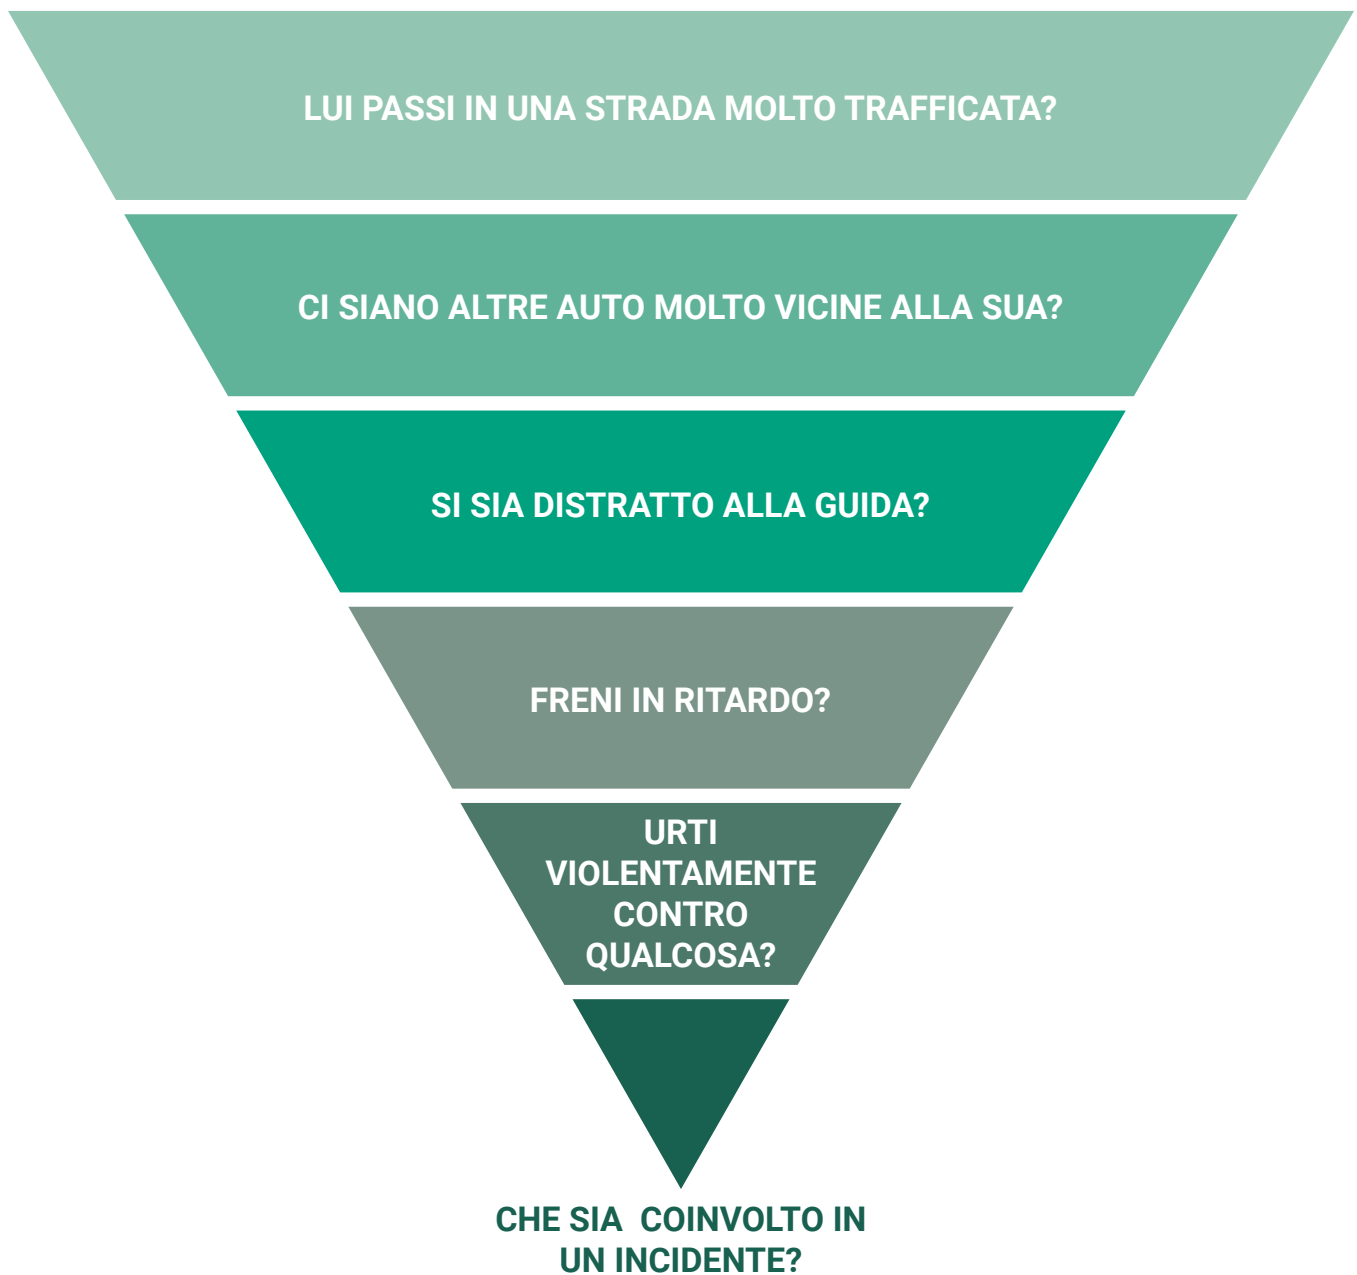 LUI PASSI IN UNA STRADA MOLTO TRAFFICATA?
CI SIANO ALTRE AUTO MOLTO VICINE ALLA SUA?
SI SIA DISTRATTO ALLA GUIDA?
FRENI IN RITARDO?
URTI
VIOLENTAMENTE
CONTRO
QUALCOSA?
CHE SIA  COINVOLTO IN
UN INCIDENTE?